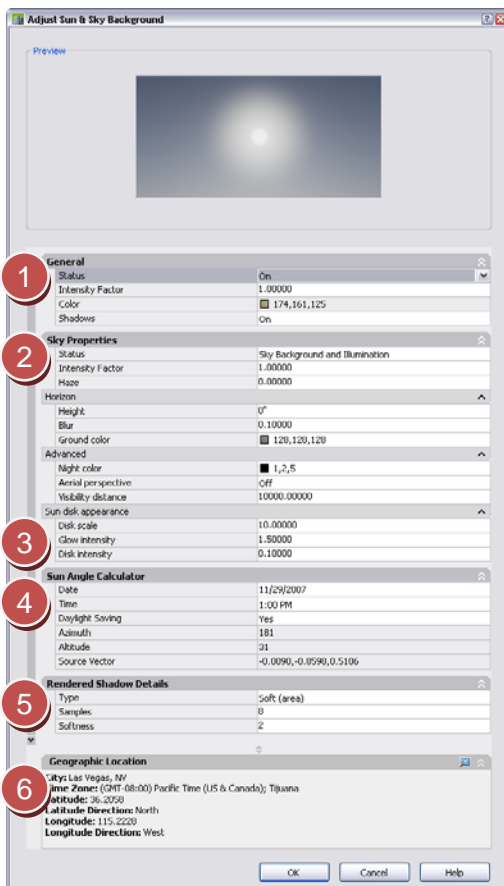 Adjust Sun & Sky Background
Preview
1
General
Status On
Intensity Factor 1.00000
Color 174,161,125
Shadows On
2
Sky Properties
Status Sky Background and Illumination
Intensity Factor 1.00000
Haze 0.00000
Horizon
Height 0"
Blur 0.10000
Ground color 128,128,128
Advanced
Night color 1,2,5
Aerial perspective Off
Visibility distance 10000.00000
Sun disk appearance
3
Disk scale 10.00000
Glow intensity 1.50000
Disk intensity 0.10000
4
Sun Angle Calculator
Date 11/29/2007
Time 1:00 PM
Daylight Saving Yes
Azimuth 181
Altitude 31
Source Vector -0.0090,-0.8598,0.5106
5
Rendered Shadow Details
Type Soft (area)
Samples 8
Softness 2
6
Geographic Location
City: Las Vegas, NV
Time Zone: (GMT-08:00) Pacific Time (US & Canada); Tijuana
Latitude: 36.2058
Latitude Direction: North
Longitude: 115.2228
Longitude Direction: West
OK Cancel Help